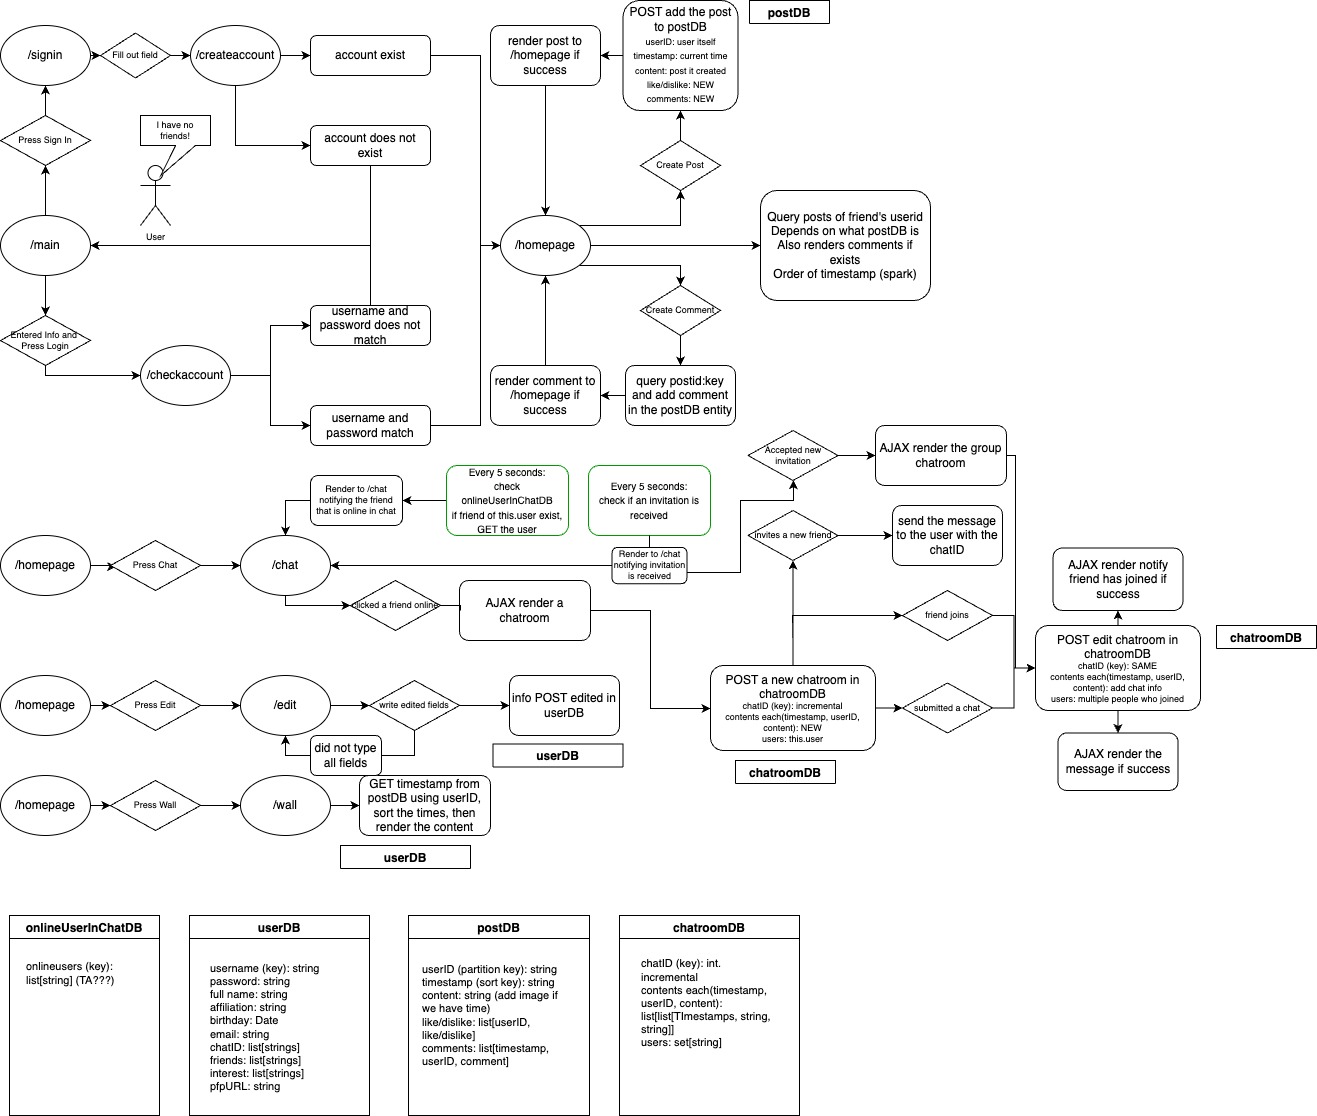 /signin
Fill out field
/createaccount
account exist
render post to
/homepage if
success
POST add the post
to postDB
userID: user itself
timestamp: current time
content: post it created
like/dislike: NEW
comments: NEW
postDB
Press Sign In
I have no
friends!
User
account does not
exist
Create Post
/main
/homepage
Query posts of friend's userid
Depends on what postDB is
Also renders comments if
exists
Order of timestamp (spark)
Entered Info and
Press Login
/checkaccount
username and
password does not
match
Create Comment
username and
password match
render comment to
/homepage if
success
query postid:key
and add comment
in the postDB entity
Accepted new
invitation
AJAX render the group
chatroom
Render to /chat
notifying the friend
that is online in chat
Every 5 seconds:
check
onlineUserInChatDB
if friend of this.user exist,
GET the user
Every 5 seconds:
check if an invitation is
received
invites a new friend
send the message
to the user with the
chatID
/homepage
Press Chat
/chat
Render to /chat
notifying invitation
is received
AJAX render notify
friend has joined if
success
clicked a friend online
AJAX render a
chatroom
friend joins
POST edit chatroom in
chatroomDB
chatID (key): SAME
contents each(timestamp, userID,
content): add chat info
users: multiple people who joined
chatroomDB
/homepage
Press Edit
/edit
write edited fields
info POST edited in
userDB
userDB
did not type
all fields
POST a new chatroom in
chatroomDB
chatID (key): incremental
contents each(timestamp, userID,
content): NEW
users: this.user
chatroomDB
submitted a chat
AJAX render the
message if success
/homepage
Press Wall
/wall
GET timestamp from
postDB using userID,
sort the times, then
render the content
userDB
onlineUserInChatDB
onlineusers (key):
list[string] (TA???)
userDB
username (key): string
password: string
full name: string
affiliation: string
birthday: Date
email: string
chatID: list[strings]
friends: list[strings]
interest: list[strings]
pfpURL: string
postDB
userID (partition key): string
timestamp (sort key): string
content: string (add image if
we have time)
like/dislike: list[userID,
like/dislike]
comments: list[timestamp,
userID, comment]
chatroomDB
chatID (key): int.
incremental
contents each(timestamp,
userID, content):
list[list[TImestamps, string,
string]]
users: set[string]